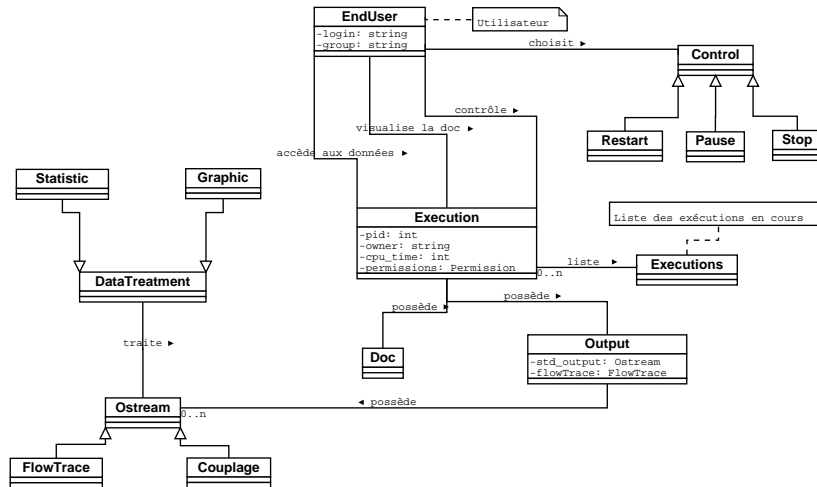 EndUser
-login: string
-group: string
Utilisateur
choisit ►
Control
contrôle ►
visualise la doc ►
accède aux données ►
Restart
Pause
Stop
Statistic
Graphic
Execution
-pid: int
-owner: string
-cpu_time: int
-permissions: Permission
Liste des exécutions en cours
liste ►
0..n
Executions
DataTreatment
possède ►
possède ►
traite ►
Doc
Output
-std_output: Ostream
-flowTrace: FlowTrace
◄ possède
Ostream
0..n
FlowTrace
Couplage